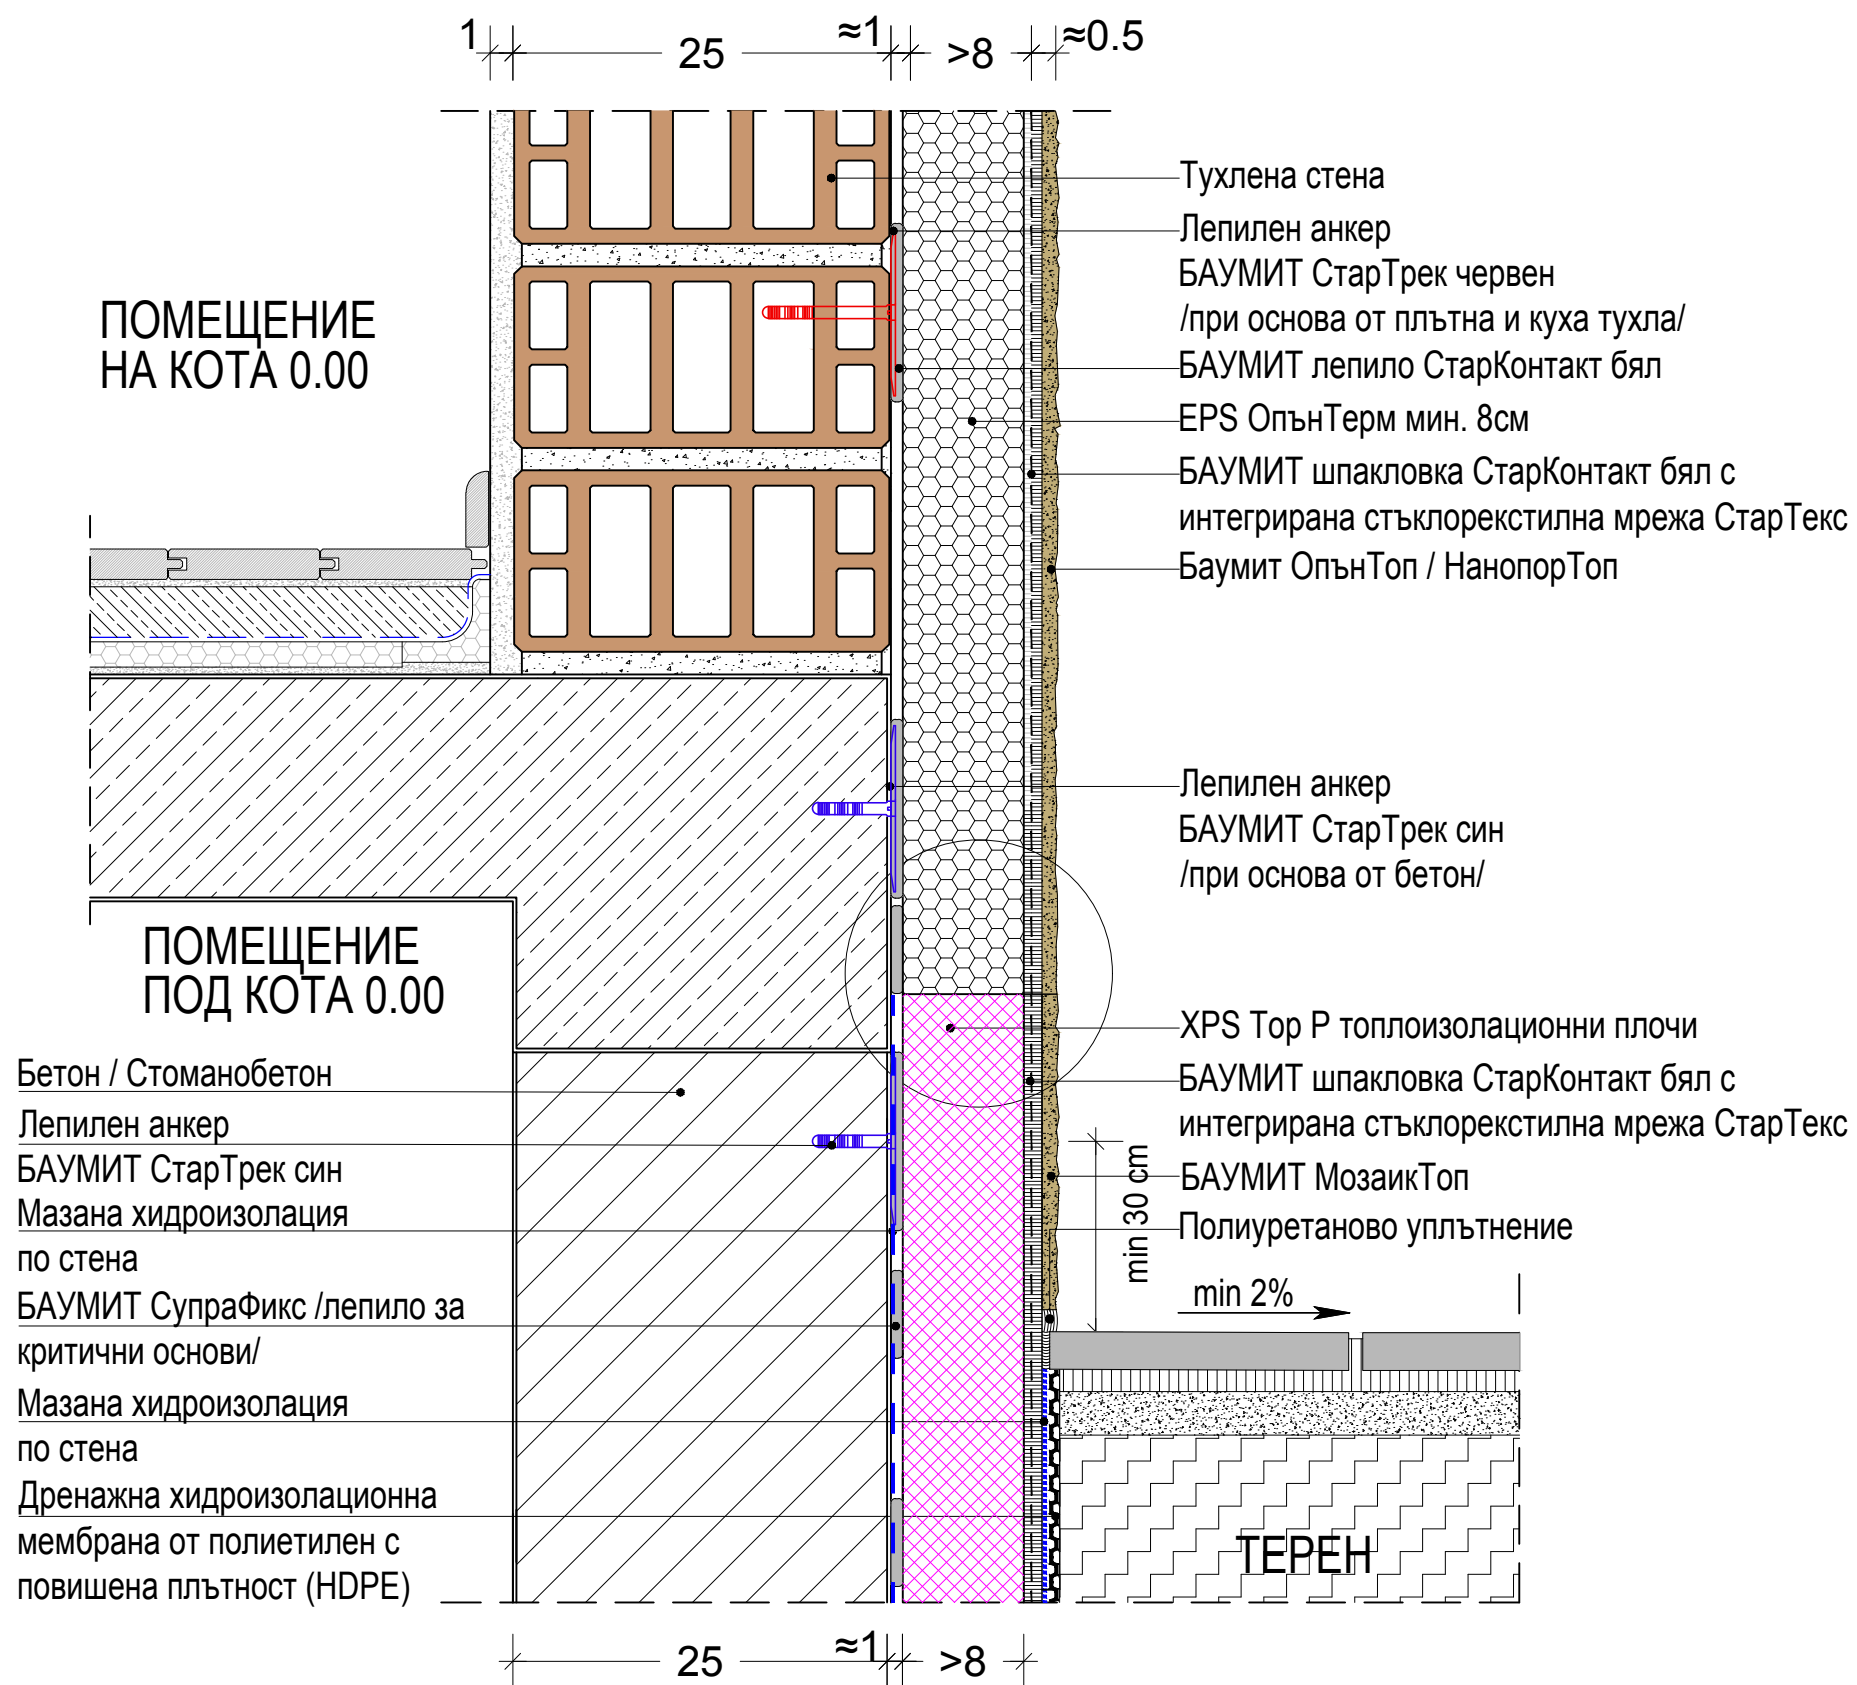 1
25
≈1
>8
≈0.5
Тухлена стена
Лепилен анкер
БАУМИТ СтарТрек червен
/при основа от плътна и куха тухла/
БАУМИТ лепило СтарКонтакт бял
EPS ОпънТерм мин. 8см
БАУМИТ шпакловка СтарКонтакт бял с
интегрирана стъклорекстилна мрежа СтарТекс
Баумит ОпънТоп / НанопорТоп
ПОМЕЩЕНИЕ
НА КОТА 0.00
Лепилен анкер
БАУМИТ СтарТрек син
/при основа от бетон/
ПОМЕЩЕНИЕ
ПОД КОТА 0.00
XPS Top P топлоизолационни плочи
БАУМИТ шпакловка СтарКонтакт бял с
интегрирана стъклорекстилна мрежа СтарТекс
БАУМИТ МозаикТоп
Полиуретаново уплътнение
min 30 cm
min 2%
Бетон / Стоманобетон
Лепилен анкер
БАУМИТ СтарТрек син
Мазана хидроизолация
по стена
БАУМИТ СупраФикс /лепило за
критични основи/
Мазана хидроизолация
по стена
Дренажна хидроизолационна
мембрана от полиетилен с
повишена плътност (HDPE)
ТЕРЕН
25
≈1
>8